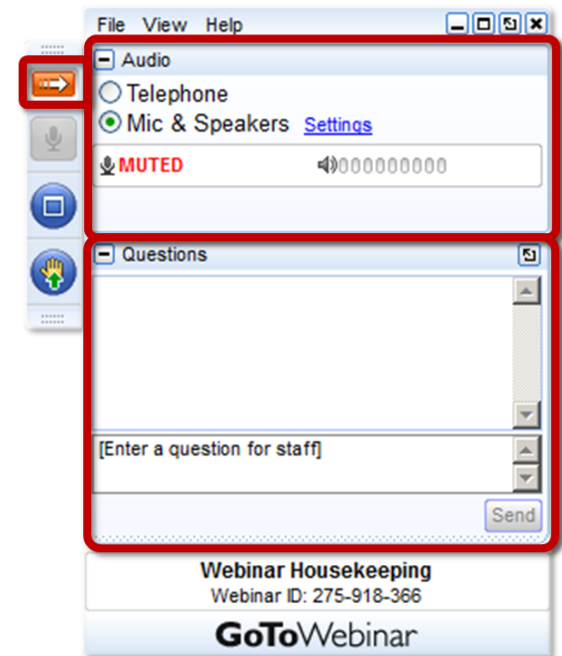 File View Help
Audio
Telephone
Mic & Speakers Settings
MUTED 000000000
Questions
[Enter a question for staff]
Send
Webinar Housekeeping
Webinar ID: 275-918-366
GoToWebinar